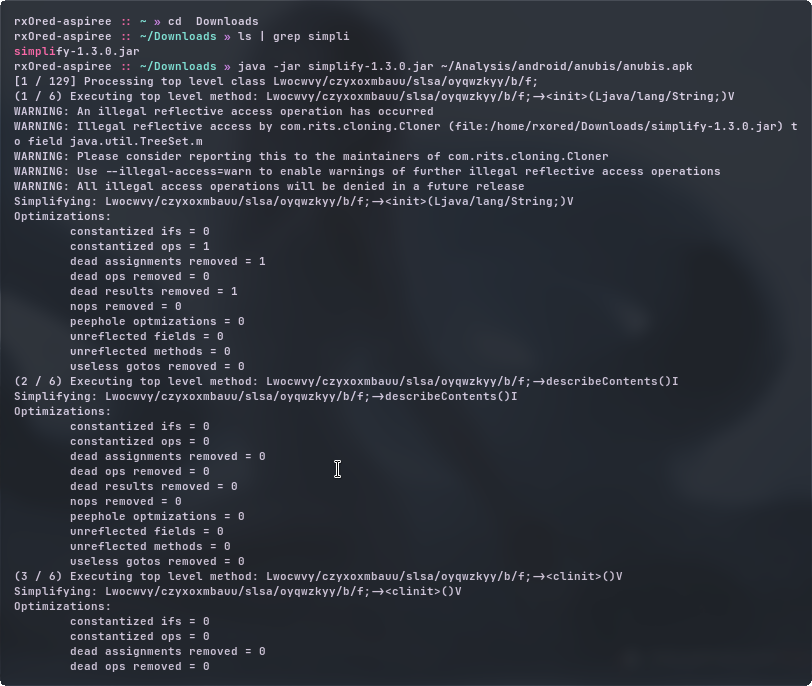 rxOred-aspiree :: ~ » cd  Downloads
rxOred-aspiree :: ~/Downloads » ls | grep simpli
simplify-1.3.0.jar
rxOred-aspiree :: ~/Downloads » java -jar simplify-1.3.0.jar ~/Analysis/android/anubis/anubis.apk
[1 / 129] Processing top level class Lwocwvy/czyxoxmbauu/slsa/oyqwzkyy/b/f;
(1 / 6) Executing top level method: Lwocwvy/czyxoxmbauu/slsa/oyqwzkyy/b/f;-><init>(Ljava/lang/String;)V
WARNING: An illegal reflective access operation has occurred
WARNING: Illegal reflective access by com.rits.cloning.Cloner (file:/home/rxored/Downloads/simplify-1.3.0.jar) t
o field java.util.TreeSet.m
WARNING: Please consider reporting this to the maintainers of com.rits.cloning.Cloner
WARNING: Use --illegal-access=warn to enable warnings of further illegal reflective access operations
WARNING: All illegal access operations will be denied in a future release
Simplifying: Lwocwvy/czyxoxmbauu/slsa/oyqwzkyy/b/f;-><init>(Ljava/lang/String;)V
Optimizations:
constantized ifs = 0
constantized ops = 1
dead assignments removed = 1
dead ops removed = 0
dead results removed = 1
nops removed = 0
peephole optmizations = 0
unreflected fields = 0
unreflected methods = 0
useless gotos removed = 0
(2 / 6) Executing top level method: Lwocwvy/czyxoxmbauu/slsa/oyqwzkyy/b/f;->describeContents()I
Simplifying: Lwocwvy/czyxoxmbauu/slsa/oyqwzkyy/b/f;->describeContents()I
Optimizations:
constantized ifs = 0
constantized ops = 0
dead assignments removed = 0
dead ops removed = 0
dead results removed = 0
nops removed = 0
peephole optmizations = 0
unreflected fields = 0
unreflected methods = 0
useless gotos removed = 0
(3 / 6) Executing top level method: Lwocwvy/czyxoxmbauu/slsa/oyqwzkyy/b/f;-><clinit>()V
Simplifying: Lwocwvy/czyxoxmbauu/slsa/oyqwzkyy/b/f;-><clinit>()V
Optimizations:
constantized ifs = 0
constantized ops = 0
dead assignments removed = 0
dead ops removed = 0